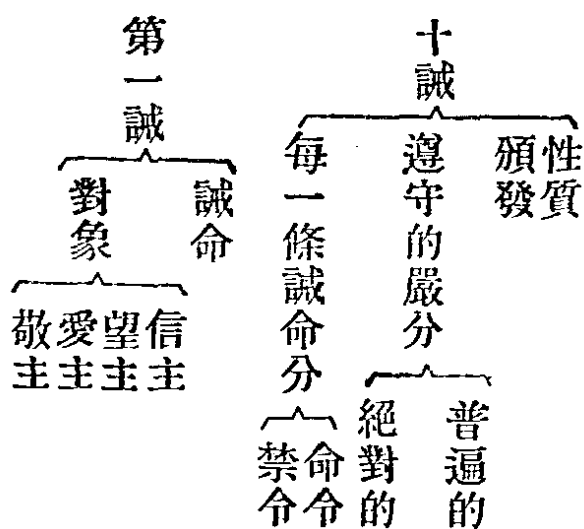 十誡
性質
頒發
遵守的嚴分
普遍的
絕對的
每一條誡命分
命令
禁令
第一誡
誡命
對象
信主
望主
愛主
敬主